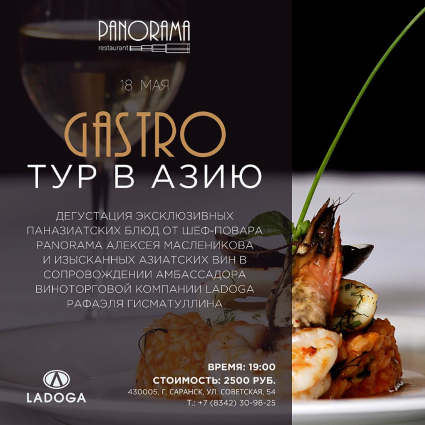 PANORAMA
restaurant
18 МАЯ
GASTRO
ТУР В АЗИЮ
ДЕГУСТАЦИЯ ЭКСКЛЮЗИВНЫХ
ПАНАЗИАТСКИХ БЛЮД ОТ ШЕФ-ПОВАРА
PANORAMA АЛЕКСЕЯ МАСЛЕНИКОВА
И ИЗЫСКАННЫХ АЗИАТСКИХ ВИН В
СОПРОВОЖДЕНИИ АМБАССАДОРА
ВИНОТОРГОВОЙ КОМПАНИИ LADOGA
РАФАЭЛЯ ГИСМАТУЛЛИНА
ВРЕМЯ: 19:00
СТОИМОСТЬ: 2500 РУБ.
430005, Г. САРАНСК, УЛ. СОВЕТСКАЯ, 54
Т.: +7 (8342) 30-98-25
LADOGA